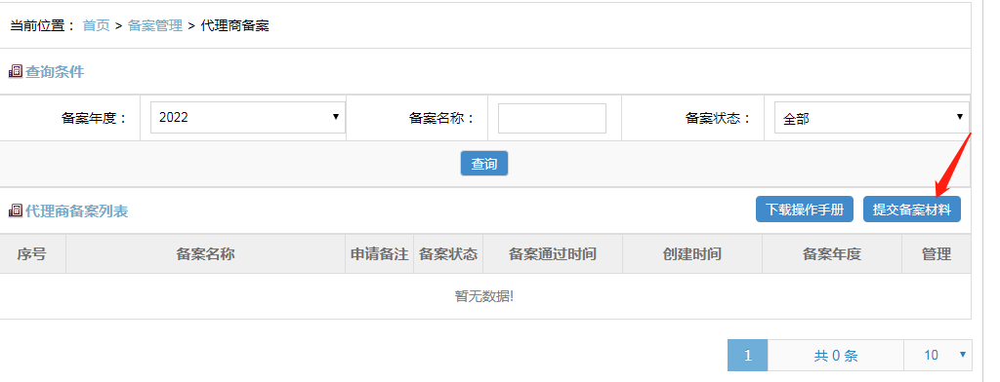 当前位置： 首页 > 备案管理 > 代理商备案
查询条件
备案年度： 2022 备案名称： 备案状态： 全部
查询
代理商备案列表 下载操作手册 提交备案材料
序号 备案名称 申请备注 备案状态 备案通过时间 创建时间 备案年度 管理
暂无数据!
1 共 0 条 10